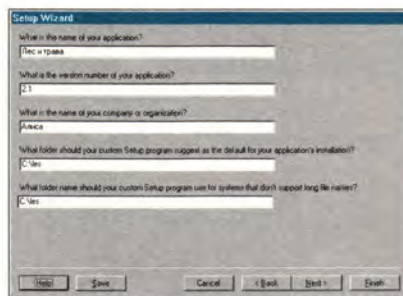 Setup Wizard
What is the name of your application?
Лес и трава
What is the version number of your application?
2.1
What is the name of your company or organization?
Алиса
What folder should your custom Setup program suggest as the default for your application's installation?
C:\les
What folder name should your custom Setup program use for systems that don't support long file names?
C:\les
Help Save Cancel < Back Next > Finish